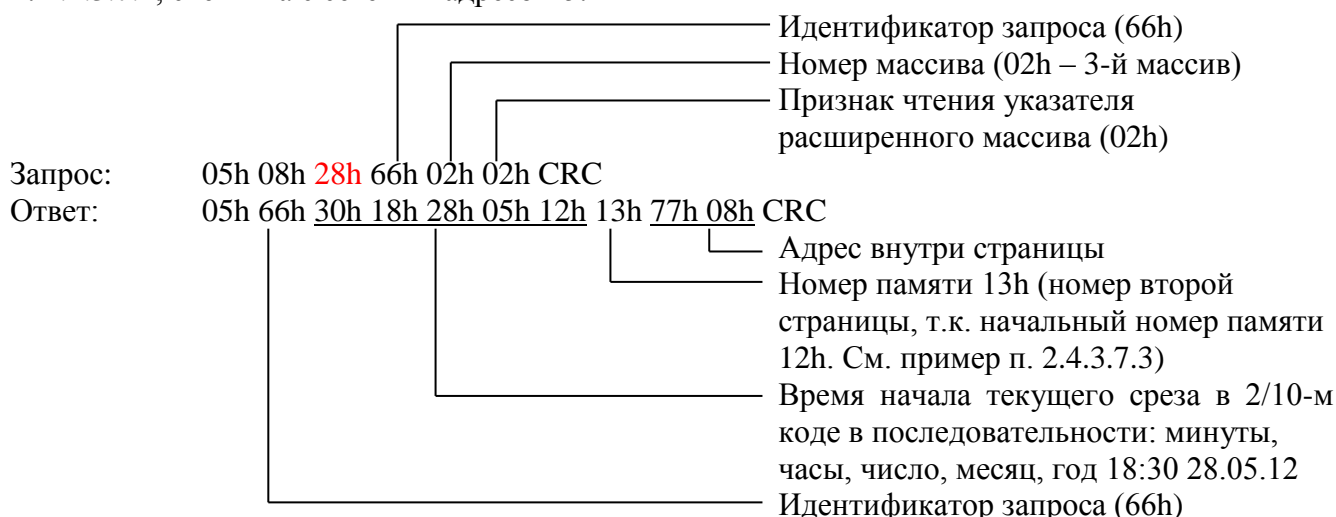 Идентификатор запроса (66h)
Номер массива (02h – 3-й массив)
Признак чтения указателя
расширенного массива (02h)
Запрос: 05h 08h 28h 66h 02h 02h CRC
Ответ: 05h 66h 30h 18h 28h 05h 12h 13h 77h 08h CRC
Адрес внутри страницы
Номер памяти 13h (номер второй
страницы, т.к. начальный номер памяти
12h. См. пример п. 2.4.3.7.3)
Время начала текущего среза в 2/10-м
коде в последовательности: минуты,
часы, число, месяц, год 18:30 28.05.12
Идентификатор запроса (66h)